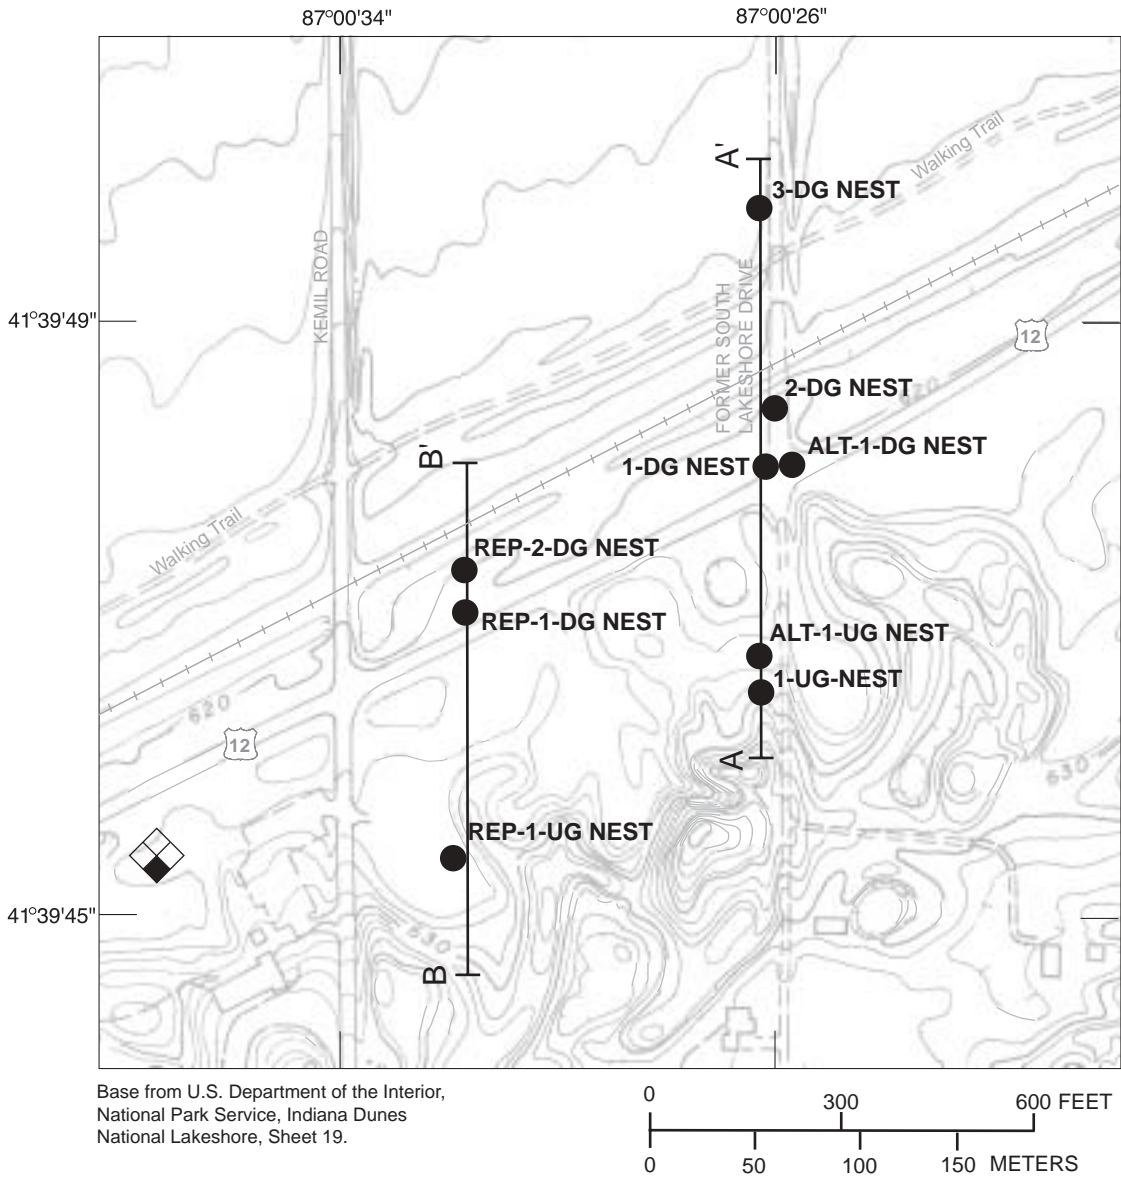 87°00'34"
87°00'26"
A'
3-DG NEST
Walking Trail
KEMIL ROAD
FORMER SOUTH
LAKESHORE DRIVE
41°39'49"
12
2-DG NEST
620
ALT-1-DG NEST
1-DG NEST
B'
Walking Trail
REP-2-DG NEST
REP-1-DG NEST
ALT-1-UG NEST
1-UG-NEST
620
12
A
630
REP-1-UG NEST
41°39'45"
630
B
Base from U.S. Department of the Interior,
National Park Service, Indiana Dunes
National Lakeshore, Sheet 19.
0 300 600 FEET
0 50 100 150 METERS